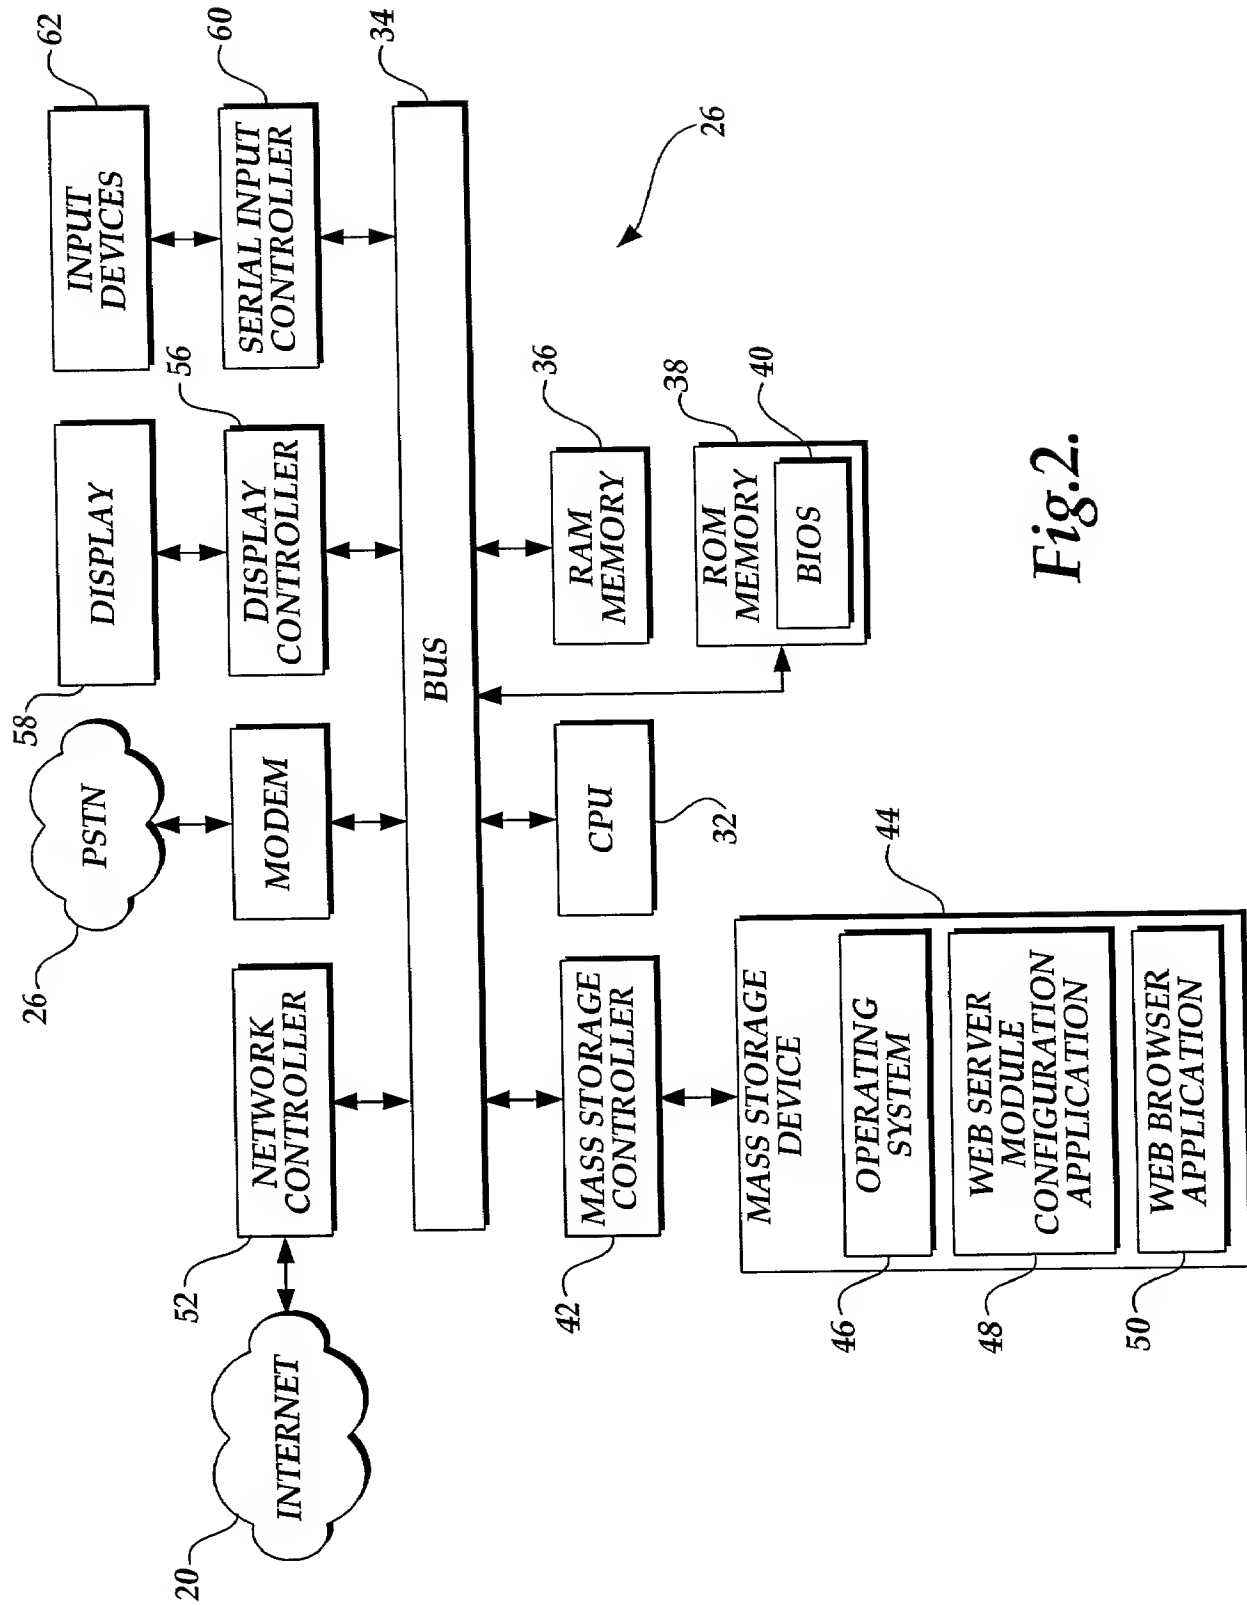 62
60
34
INPUT
DEVICES
SERIAL INPUT
CONTROLLER
26
58
56
DISPLAY
DISPLAY
CONTROLLER
36
38
40
RAM
MEMORY
ROM
MEMORY
BIOS
BUS
26
PSTN
MODEM
CPU
32
52
NETWORK
CONTROLLER
20
INTERNET
MASS STORAGE
CONTROLLER
42
44
MASS STORAGE
DEVICE
OPERATING
SYSTEM
46
WEB SERVER
MODULE
CONFIGURATION
APPLICATION
48
WEB BROWSER
APPLICATION
50
Fig.2.